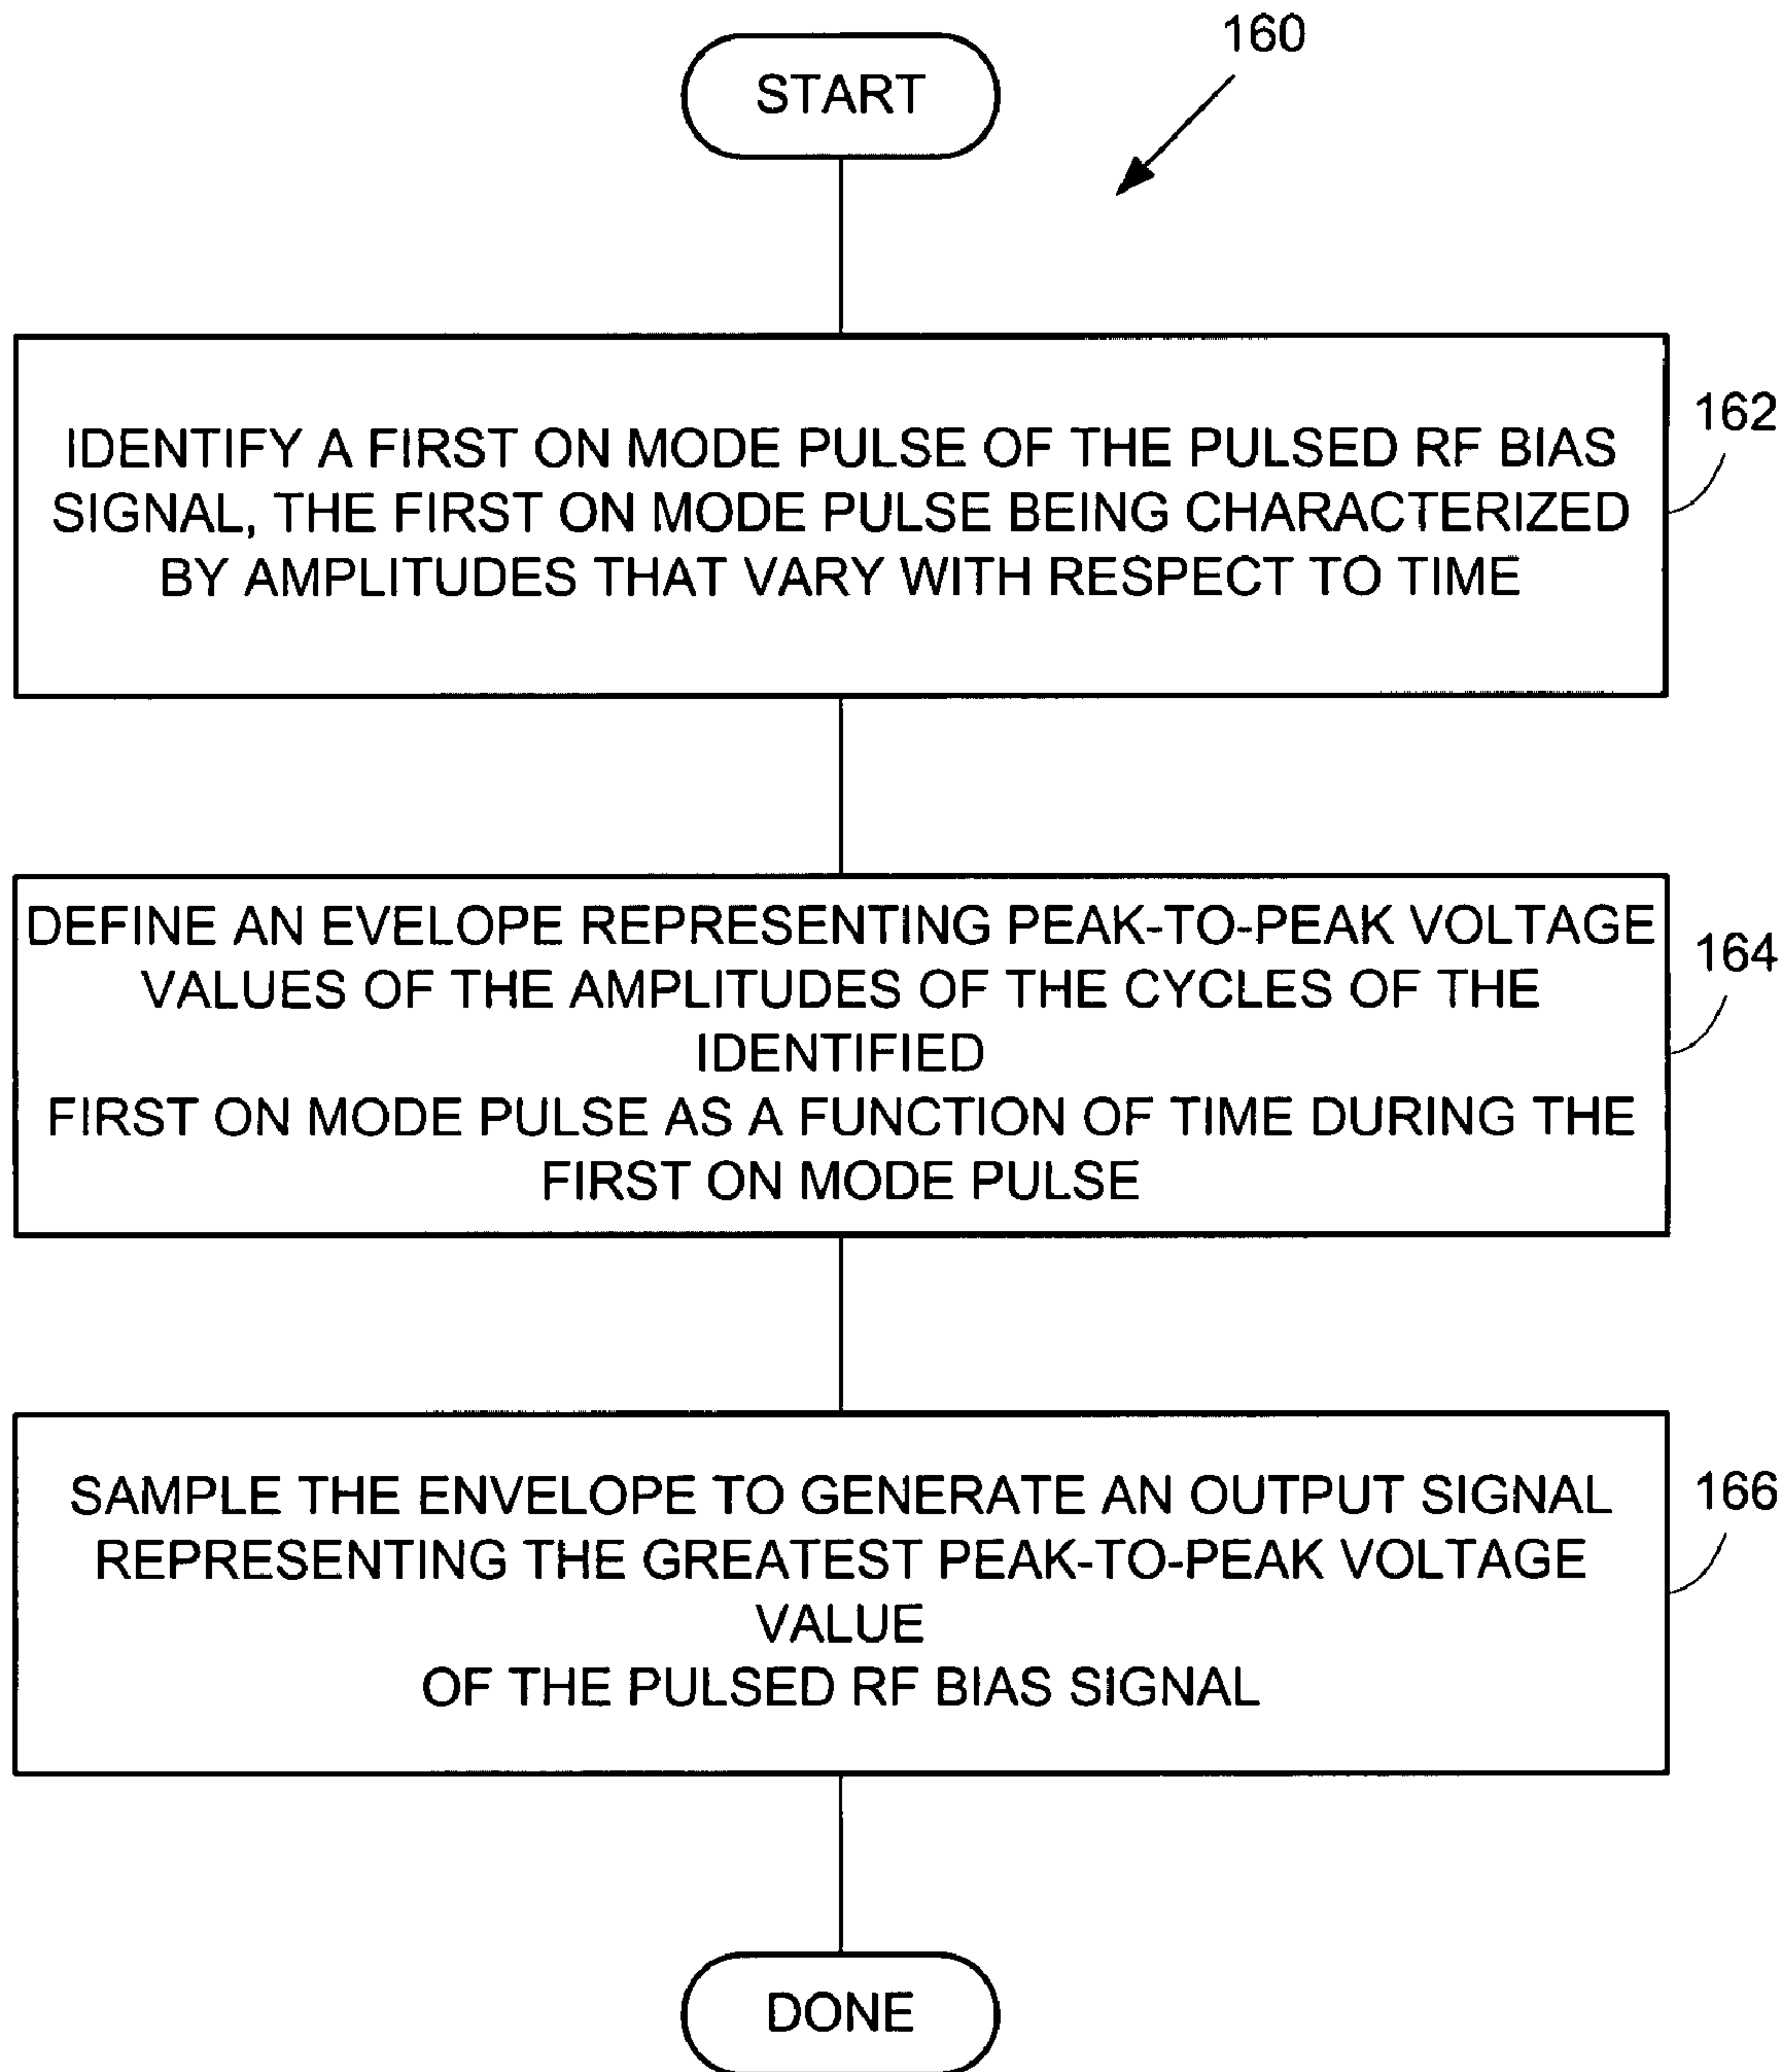 160
START
IDENTIFY A FIRST ON MODE PULSE OF THE PULSED RF BIAS
SIGNAL, THE FIRST ON MODE PULSE BEING CHARACTERIZED
BY AMPLITUDES THAT VARY WITH RESPECT TO TIME
162
DEFINE AN EVELOPE REPRESENTING PEAK-TO-PEAK VOLTAGE
VALUES OF THE AMPLITUDES OF THE CYCLES OF THE
IDENTIFIED
FIRST ON MODE PULSE AS A FUNCTION OF TIME DURING THE
FIRST ON MODE PULSE
164
SAMPLE THE ENVELOPE TO GENERATE AN OUTPUT SIGNAL
REPRESENTING THE GREATEST PEAK-TO-PEAK VOLTAGE
VALUE
OF THE PULSED RF BIAS SIGNAL
166
DONE